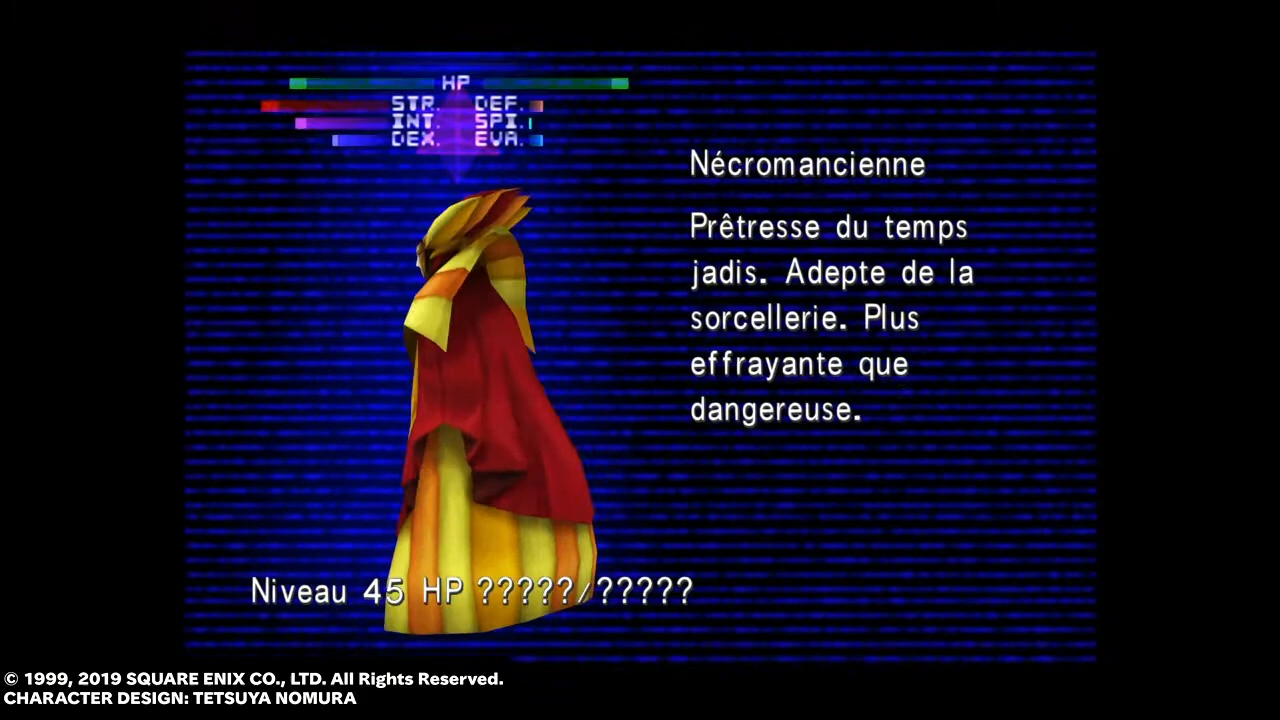 HP
STR. DEF.
INT. SPI.
DEX. EVA.
Nécromancienne
Prêtresse du temps
jadis. Adepte de la
sorcellerie. Plus
effrayante que
dangereuse.
Niveau 45 HP ?????/?????
© 1999, 2019 SQUARE ENIX CO., LTD. All Rights Reserved.
CHARACTER DESIGN: TETSUYA NOMURA